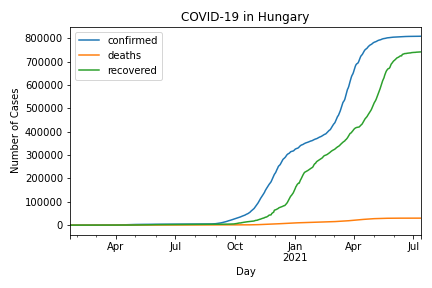 COVID-19 in Hungary
confirmed
deaths
recovered
Number of Cases
800000
700000
600000
500000
400000
300000
200000
100000
0
Apr Jul Oct Jan Apr Jul
2021
Day